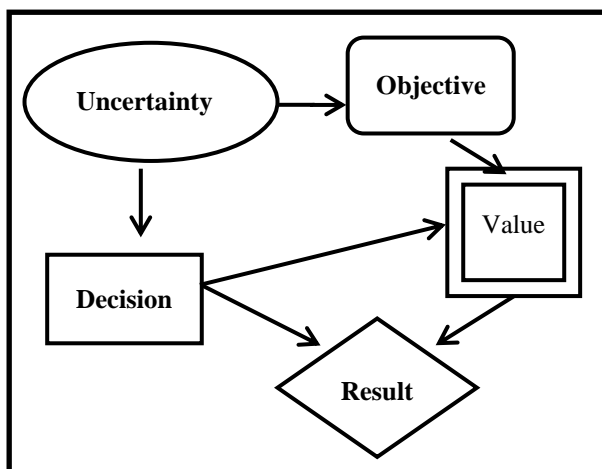 Uncertainty
Objective
Value
Decision
Result